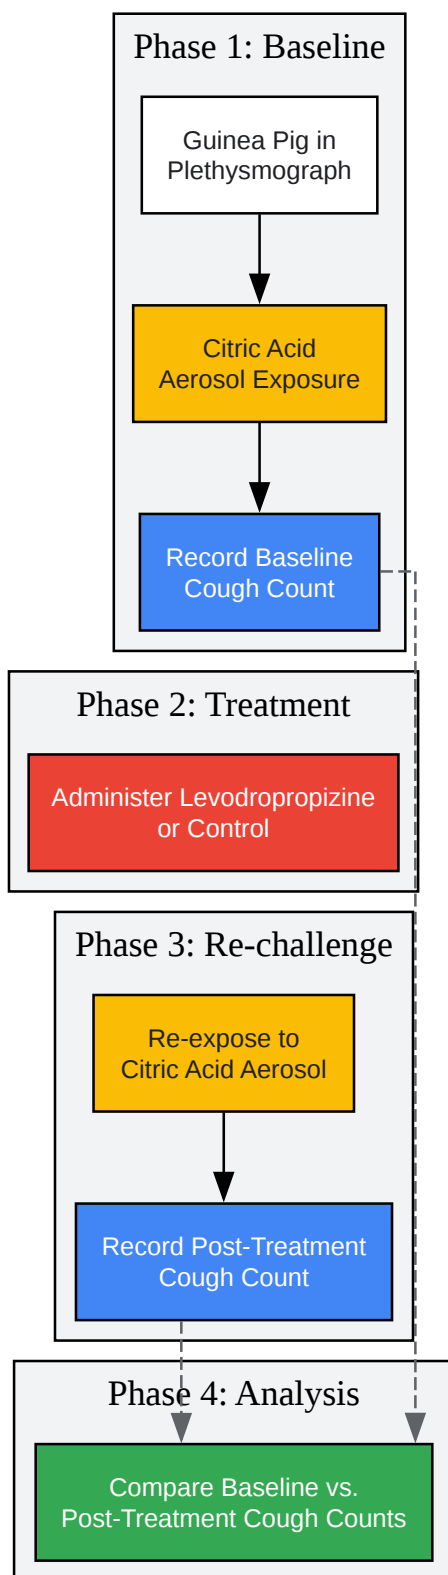 Phase 1: Baseline
Guinea Pig in
Plethysmograph
Citric Acid
Aerosol Exposure
Record Baseline
Cough Count
Phase 2: Treatment
Administer Levodropropizine
or Control
Phase 3: Re-challenge
Re-expose to
Citric Acid Aerosol
Record Post-Treatment
Cough Count
Phase 4: Analysis
Compare Baseline vs.
Post-Treatment Cough Counts